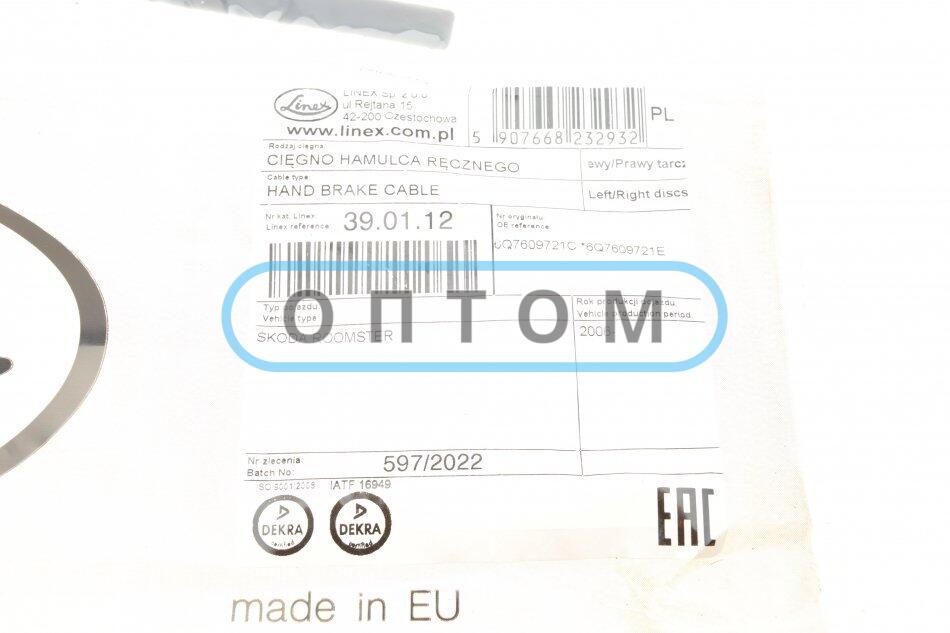 Linex
LINEX Sp. z o.o.
ul Rejtana 15
42-200 Częstochowa
www.linex.com.pl
5 907668 232932
PL
Rodzaj cięgna:
CIĘGNO HAMULCA RĘCZNEGO
ewy/Prawy tarcz
Cable type:
HAND BRAKE CABLE
Left/Right discs
Nr kat. Linex:
Linex reference:
39.01.12
Nr oryginału
OE reference
6Q7609721C *6Q7609721E
Typ pojazdu:
Vehicle type:
SKODA ROOMSTER
Rok produkcji pojazdu
Vehicle production period
2006-
ОПТОМ
Nr zlecenia:
Batch No:
597/2022
ISO 9001:2008
IATF 16949
DEKRA
certified
DEKRA
certified
EAC
made in EU